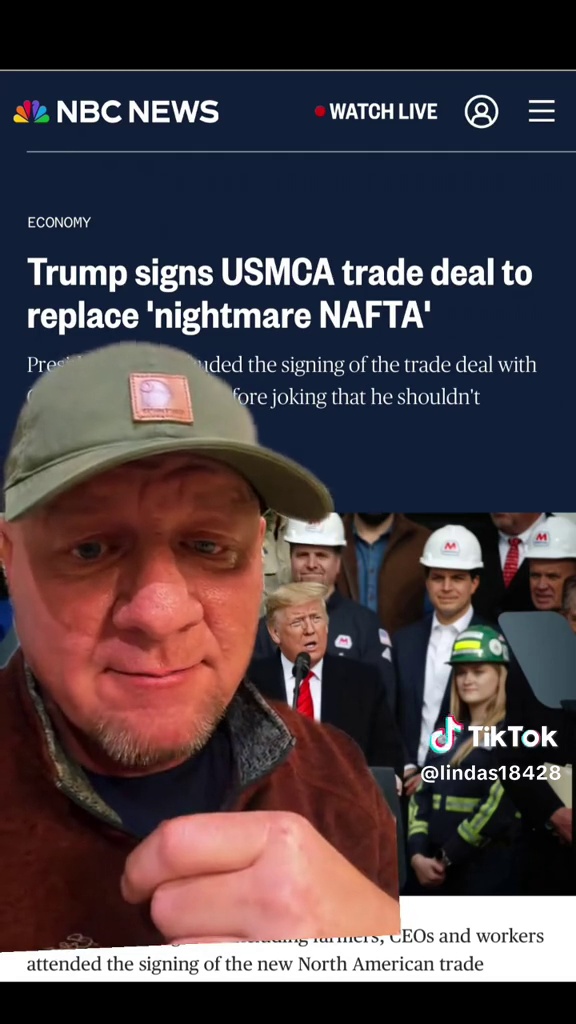 NBC NEWS
WATCH LIVE
ECONOMY
Trump signs USMCA trade deal to
replace 'nightmare NAFTA'
uded the signing of the trade deal with
fore joking that he shouldn't
M
M
TikTok
@lindas18428
farmers, CEOs and workers
attended the signing of the new North American trade